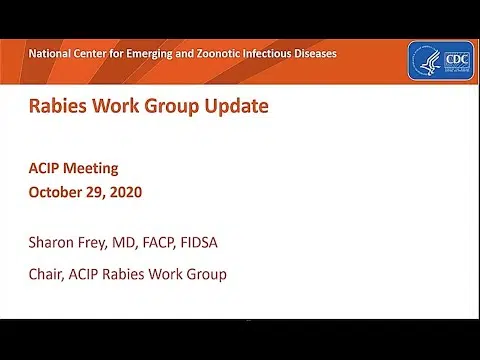 National Center for Emerging and Zoonotic Infectious Diseases
CDC
Rabies Work Group Update
ACIP Meeting
October 29, 2020
Sharon Frey, MD, FACP, FIDSA
Chair, ACIP Rabies Work Group